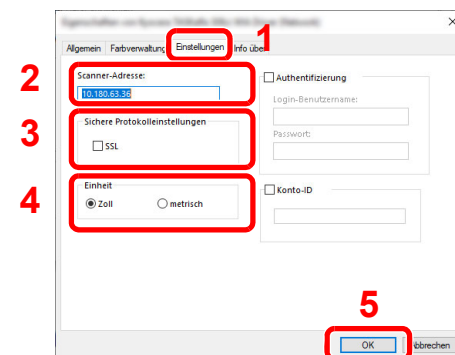 1
Allgemein Farbverwaltung Einstellungen Info über
2
Scanner-Adresse:
10.180.63.36
Authentifizierung
Login-Benutzername:
3
Sichere Protokolleinstellungen
SSL
Passwort:
4
Einheit
Zoll metrisch
Konto-ID
5
OK Abbrechen